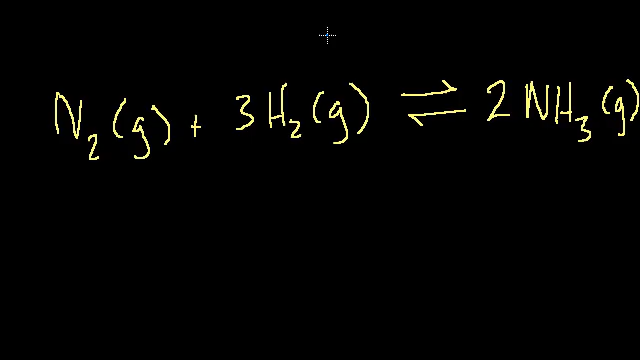 N₂(g) + 3H₂(g) ⇌ 2NH₃(g)